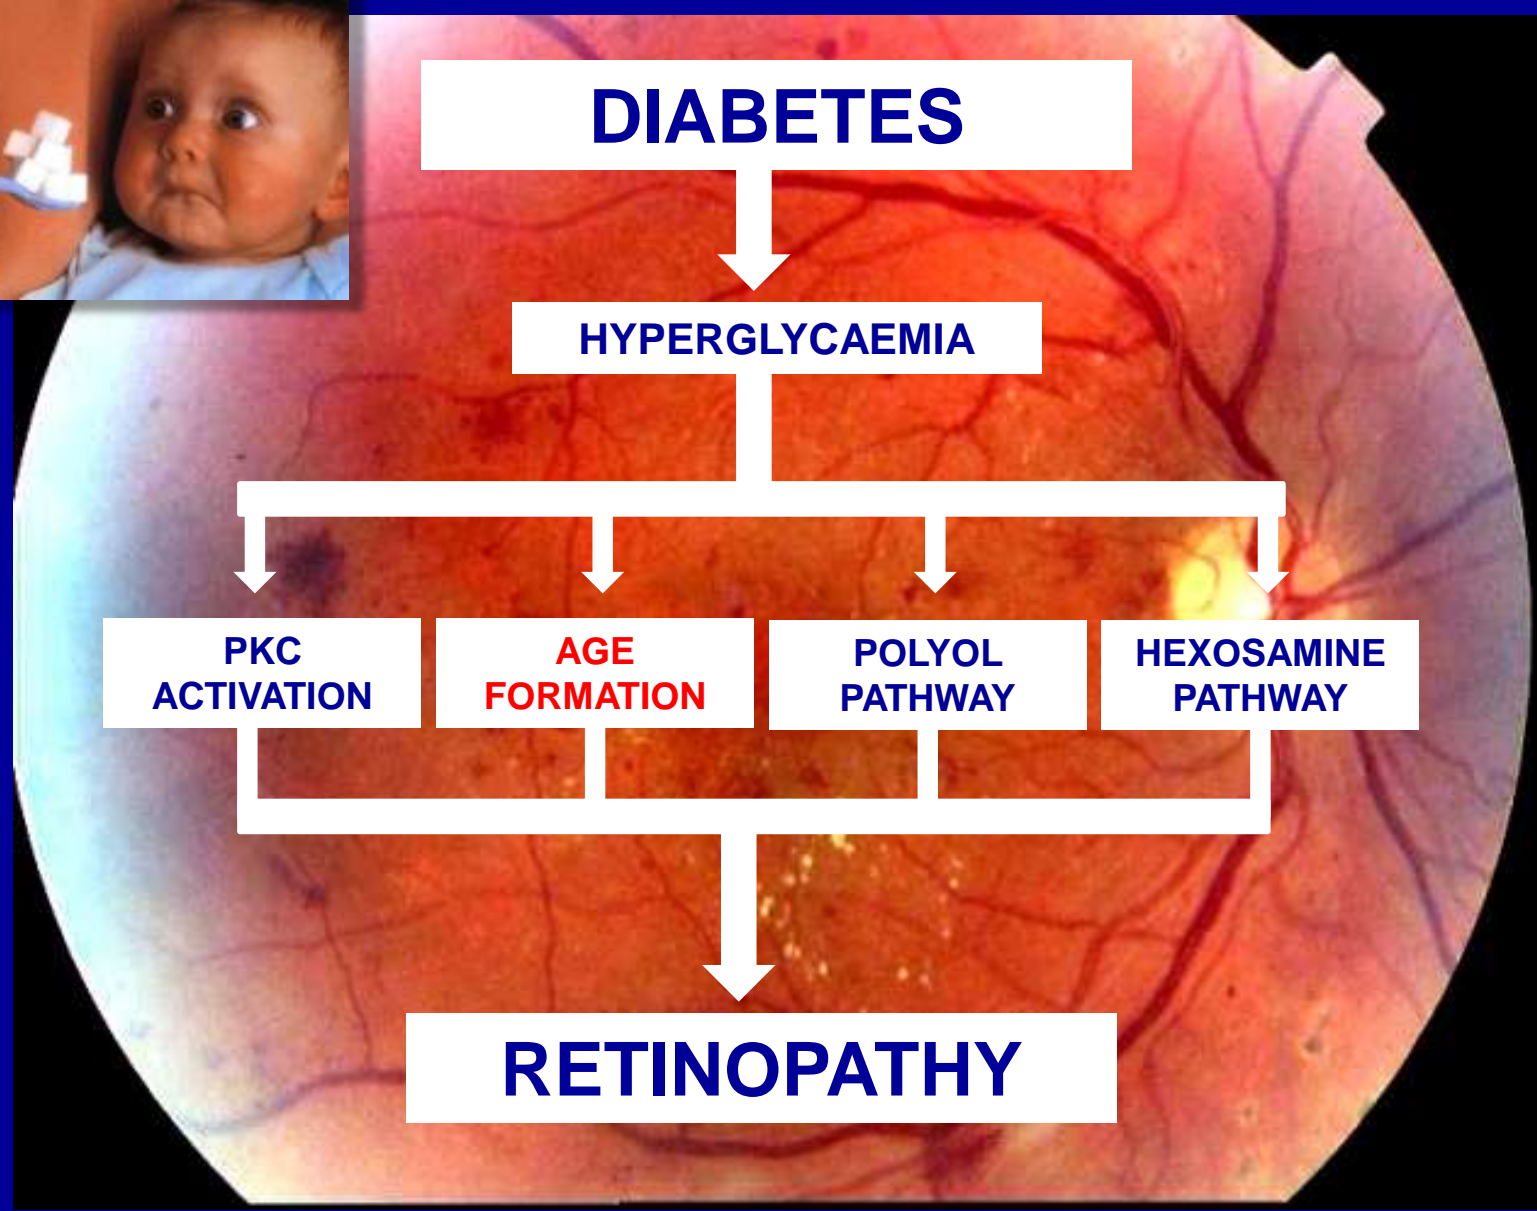 DIABETES
HYPERGLYCAEMIA
PKC
ACTIVATION
AGE
FORMATION
POLYOL
PATHWAY
HEXOSAMINE
PATHWAY
RETINOPATHY